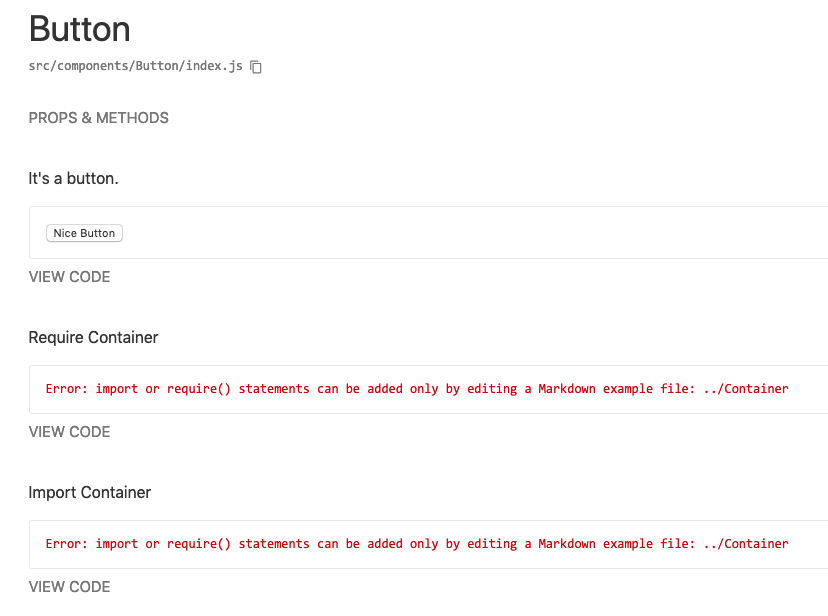 Button
src/components/Button/index.js
PROPS & METHODS
It's a button.
Nice Button
VIEW CODE
Require Container
Error: import or require() statements can be added only by editing a Markdown example file: ../Container
VIEW CODE
Import Container
Error: import or require() statements can be added only by editing a Markdown example file: ../Container
VIEW CODE